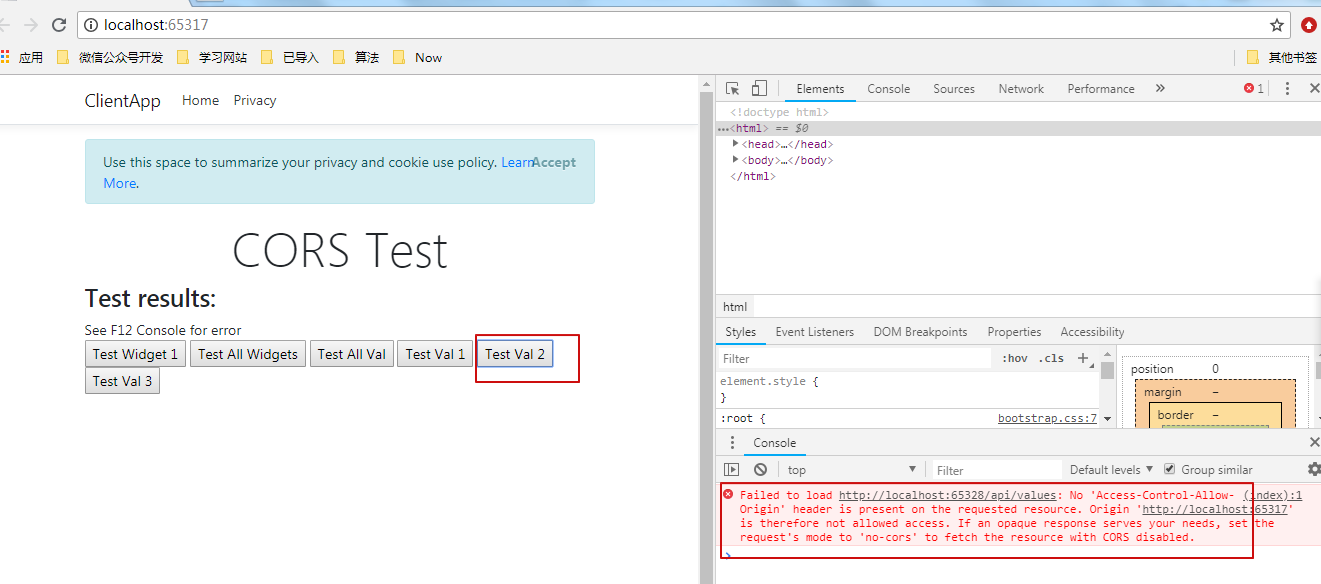 localhost:65317
应用 微信公众号开发 学习网站 已导入 算法 Now 其他书签
ClientApp Home Privacy
Use this space to summarize your privacy and cookie use policy. Learn
More.
Accept
CORS Test
Test results:
See F12 Console for error
Test Widget 1 Test All Widgets Test All Val Test Val 1 Test Val 2
Test Val 3
Elements Console Sources Network Performance » 1
<!doctype html>
•••<html> == $0
<head>…</head>
<body>…</body>
</html>
html
Styles Event Listeners DOM Breakpoints Properties Accessibility
Filter :hov .cls +
element.style {
}
:root { bootstrap.css:7
position 0
margin –
border –
Console
top Filter Default levels Group similar
Failed to load http://localhost:65328/api/values: No 'Access-Control-Allow- (index):1
Origin' header is present on the requested resource. Origin 'http://localhost:65317'
is therefore not allowed access. If an opaque response serves your needs, set the
request's mode to 'no-cors' to fetch the resource with CORS disabled.